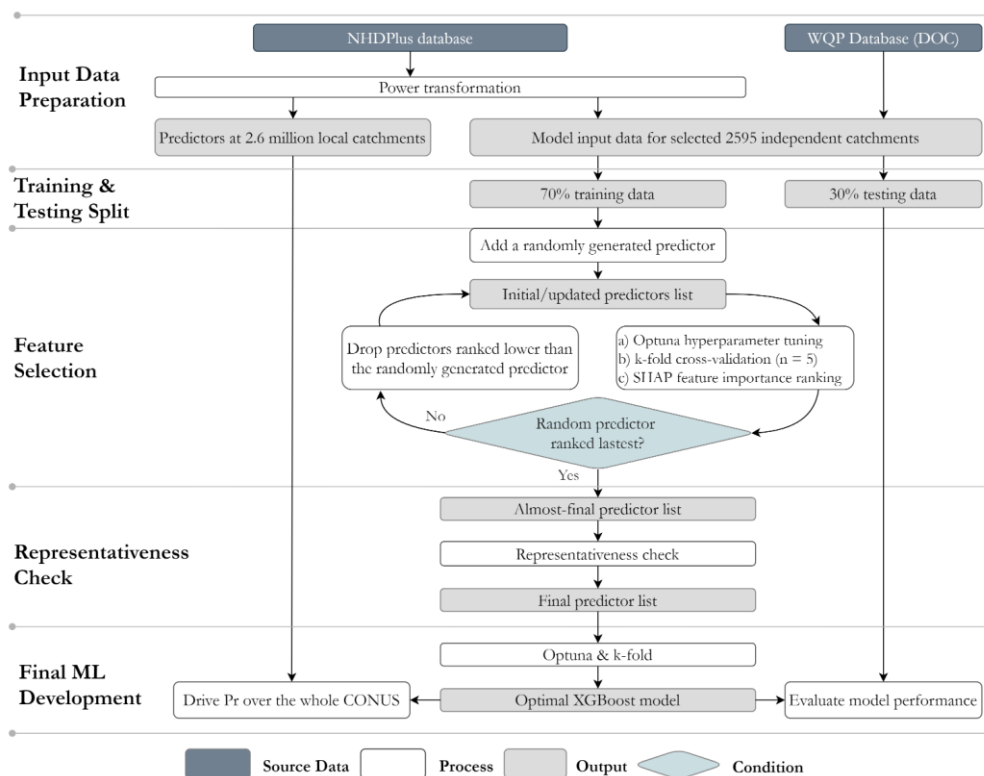 NHDPlus database
WQP Database (DOC)
Input Data
Preparation
Power transformation
Predictors at 2.6 million local catchments
Model input data for selected 2595 independent catchments
Training &
Testing Split
70% training data
30% testing data
Add a randomly generated predictor
Initial/updated predictors list
Feature
Selection
Drop predictors ranked lower than
the randomly generated predictor
a) Optuna hyperparameter tuning
b) k-fold cross-validation (n = 5)
c) SHAP feature importance ranking
No
Random predictor
ranked lastest?
Yes
Almost-final predictor list
Representativeness
Check
Representativeness check
Final predictor list
Final ML
Development
Optuna & k-fold
Drive Pr over the whole CONUS
Optimal XGBoost model
Evaluate model performance
Source Data
Process
Output
Condition